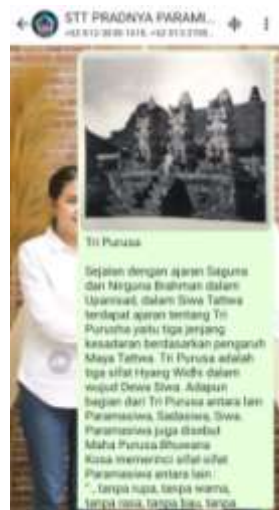 STT PRADNYA PARAMI...
Tri Purusa
Sejalan dengan ajaran Saguna
dan Nirguna Brahman dalam
Upanisad, dalam Siwa Tattwa
terdapat ajaran tentang Tri
Purusha yaitu tiga jenjang
kesadaran berdasarkan pengaruh
Maya Tattwa. Tri Purusa adalah
tiga sifat Hyang Widhi dalam
wujud Dewa Siwa. Adapun
bagian dari Tri Purusa antara lain
Paramasiwa, Sadasiwa, Siwa.
Paramasiwa juga disebut
Maha Purusa.Bhuwana
Kosa memerinci sifat-sifat
Paramasiwa antara lain :
"... tanpa rupa, tanpa warna,
tanpa rasa, tanpa bau, tanpa